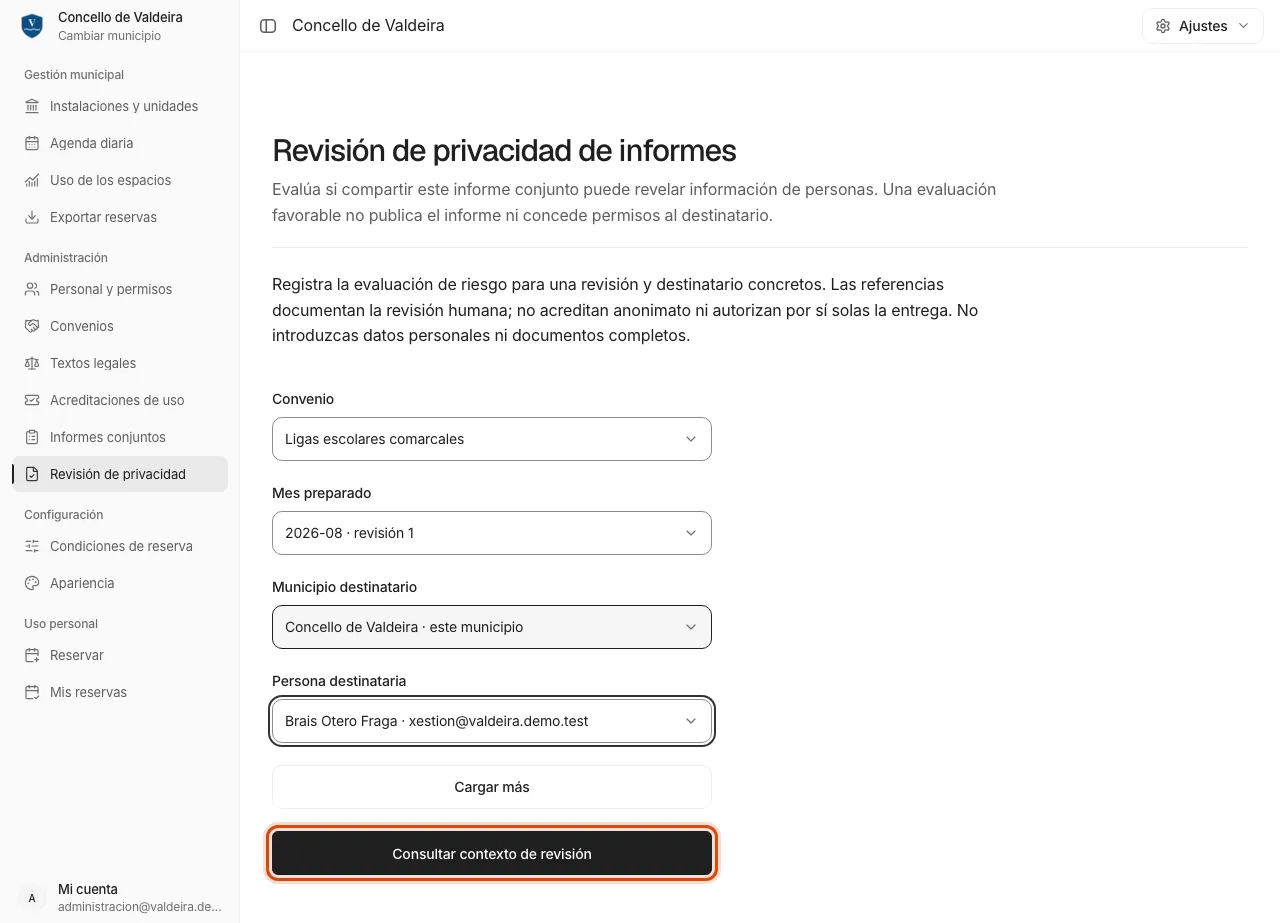 Concello de Valdeira
Cambiar municipio
Gestión municipal
Instalaciones y unidades
Agenda diaria
Uso de los espacios
Exportar reservas
Administración
Personal y permisos
Convenios
Textos legales
Acreditaciones de uso
Informes conjuntos
Revisión de privacidad
Configuración
Condiciones de reserva
Apariencia
Uso personal
Reservar
Mis reservas
A
Mi cuenta
administracion@valdeira.de...
Concello de Valdeira
Ajustes
Revisión de privacidad de informes
Evalúa si compartir este informe conjunto puede revelar información de personas. Una evaluación
favorable no publica el informe ni concede permisos al destinatario.
Registra la evaluación de riesgo para una revisión y destinatario concretos. Las referencias
documentan la revisión humana; no acreditan anonimato ni autorizan por sí solas la entrega. No
introduzcas datos personales ni documentos completos.
Convenio
Ligas escolares comarcales
Mes preparado
2026-08 · revisión 1
Municipio destinatario
Concello de Valdeira · este municipio
Persona destinataria
Brais Otero Fraga · xestion@valdeira.demo.test
Cargar más
Consultar contexto de revisión